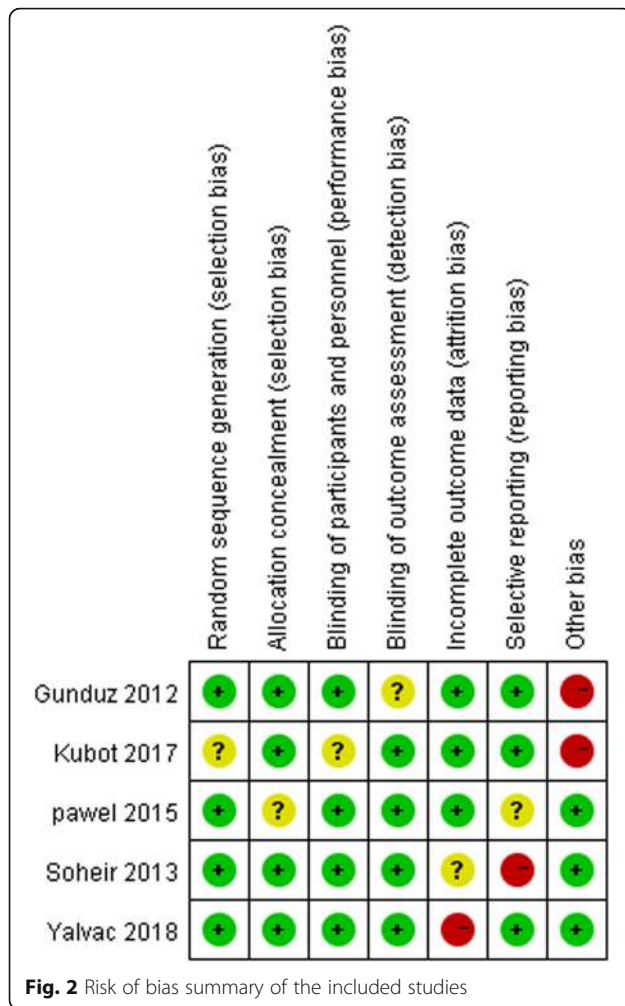 Random sequence generation (selection bias)
Allocation concealment (selection bias)
Blinding of participants and personnel (performance bias)
Blinding of outcome assessment (detection bias)
Incomplete outcome data (attrition bias)
Selective reporting (reporting bias)
Other bias
Gunduz 2012 + + + ? + + -
Kubot 2017 ? + ? + + + -
pawel 2015 + ? + + + ? +
Soheir 2013 + + + + ? - +
Yalvac 2018 + + + + - + +
Fig. 2 Risk of bias summary of the included studies